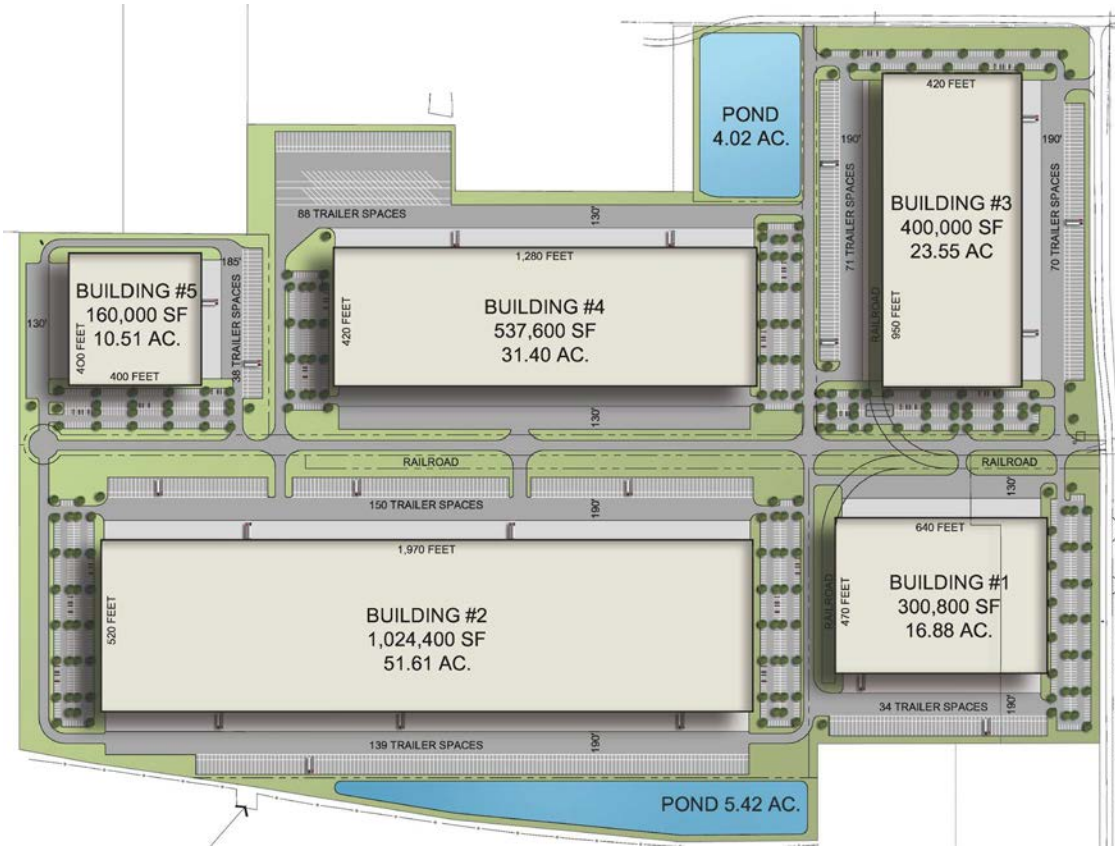 POND
4.02 AC.
420 FEET
190'
190'
BUILDING #3
400,000 SF
23.55 AC
71 TRAILER SPACES
70 TRAILER SPACES
RAILROAD
950 FEET
88 TRAILER SPACES
130'
1,280 FEET
BUILDING #4
537,600 SF
31.40 AC.
420 FEET
130'
185'
BUILDING #5
160,000 SF
10.51 AC.
130'
400 FEET
400 FEET
38 TRAILER SPACES
RAILROAD
RAILROAD
150 TRAILER SPACES
190'
130'
1,970 FEET
BUILDING #2
1,024,400 SF
51.61 AC.
520 FEET
640 FEET
BUILDING #1
300,800 SF
16.88 AC.
RAILROAD
470 FEET
34 TRAILER SPACES
190'
139 TRAILER SPACES
190'
POND 5.42 AC.